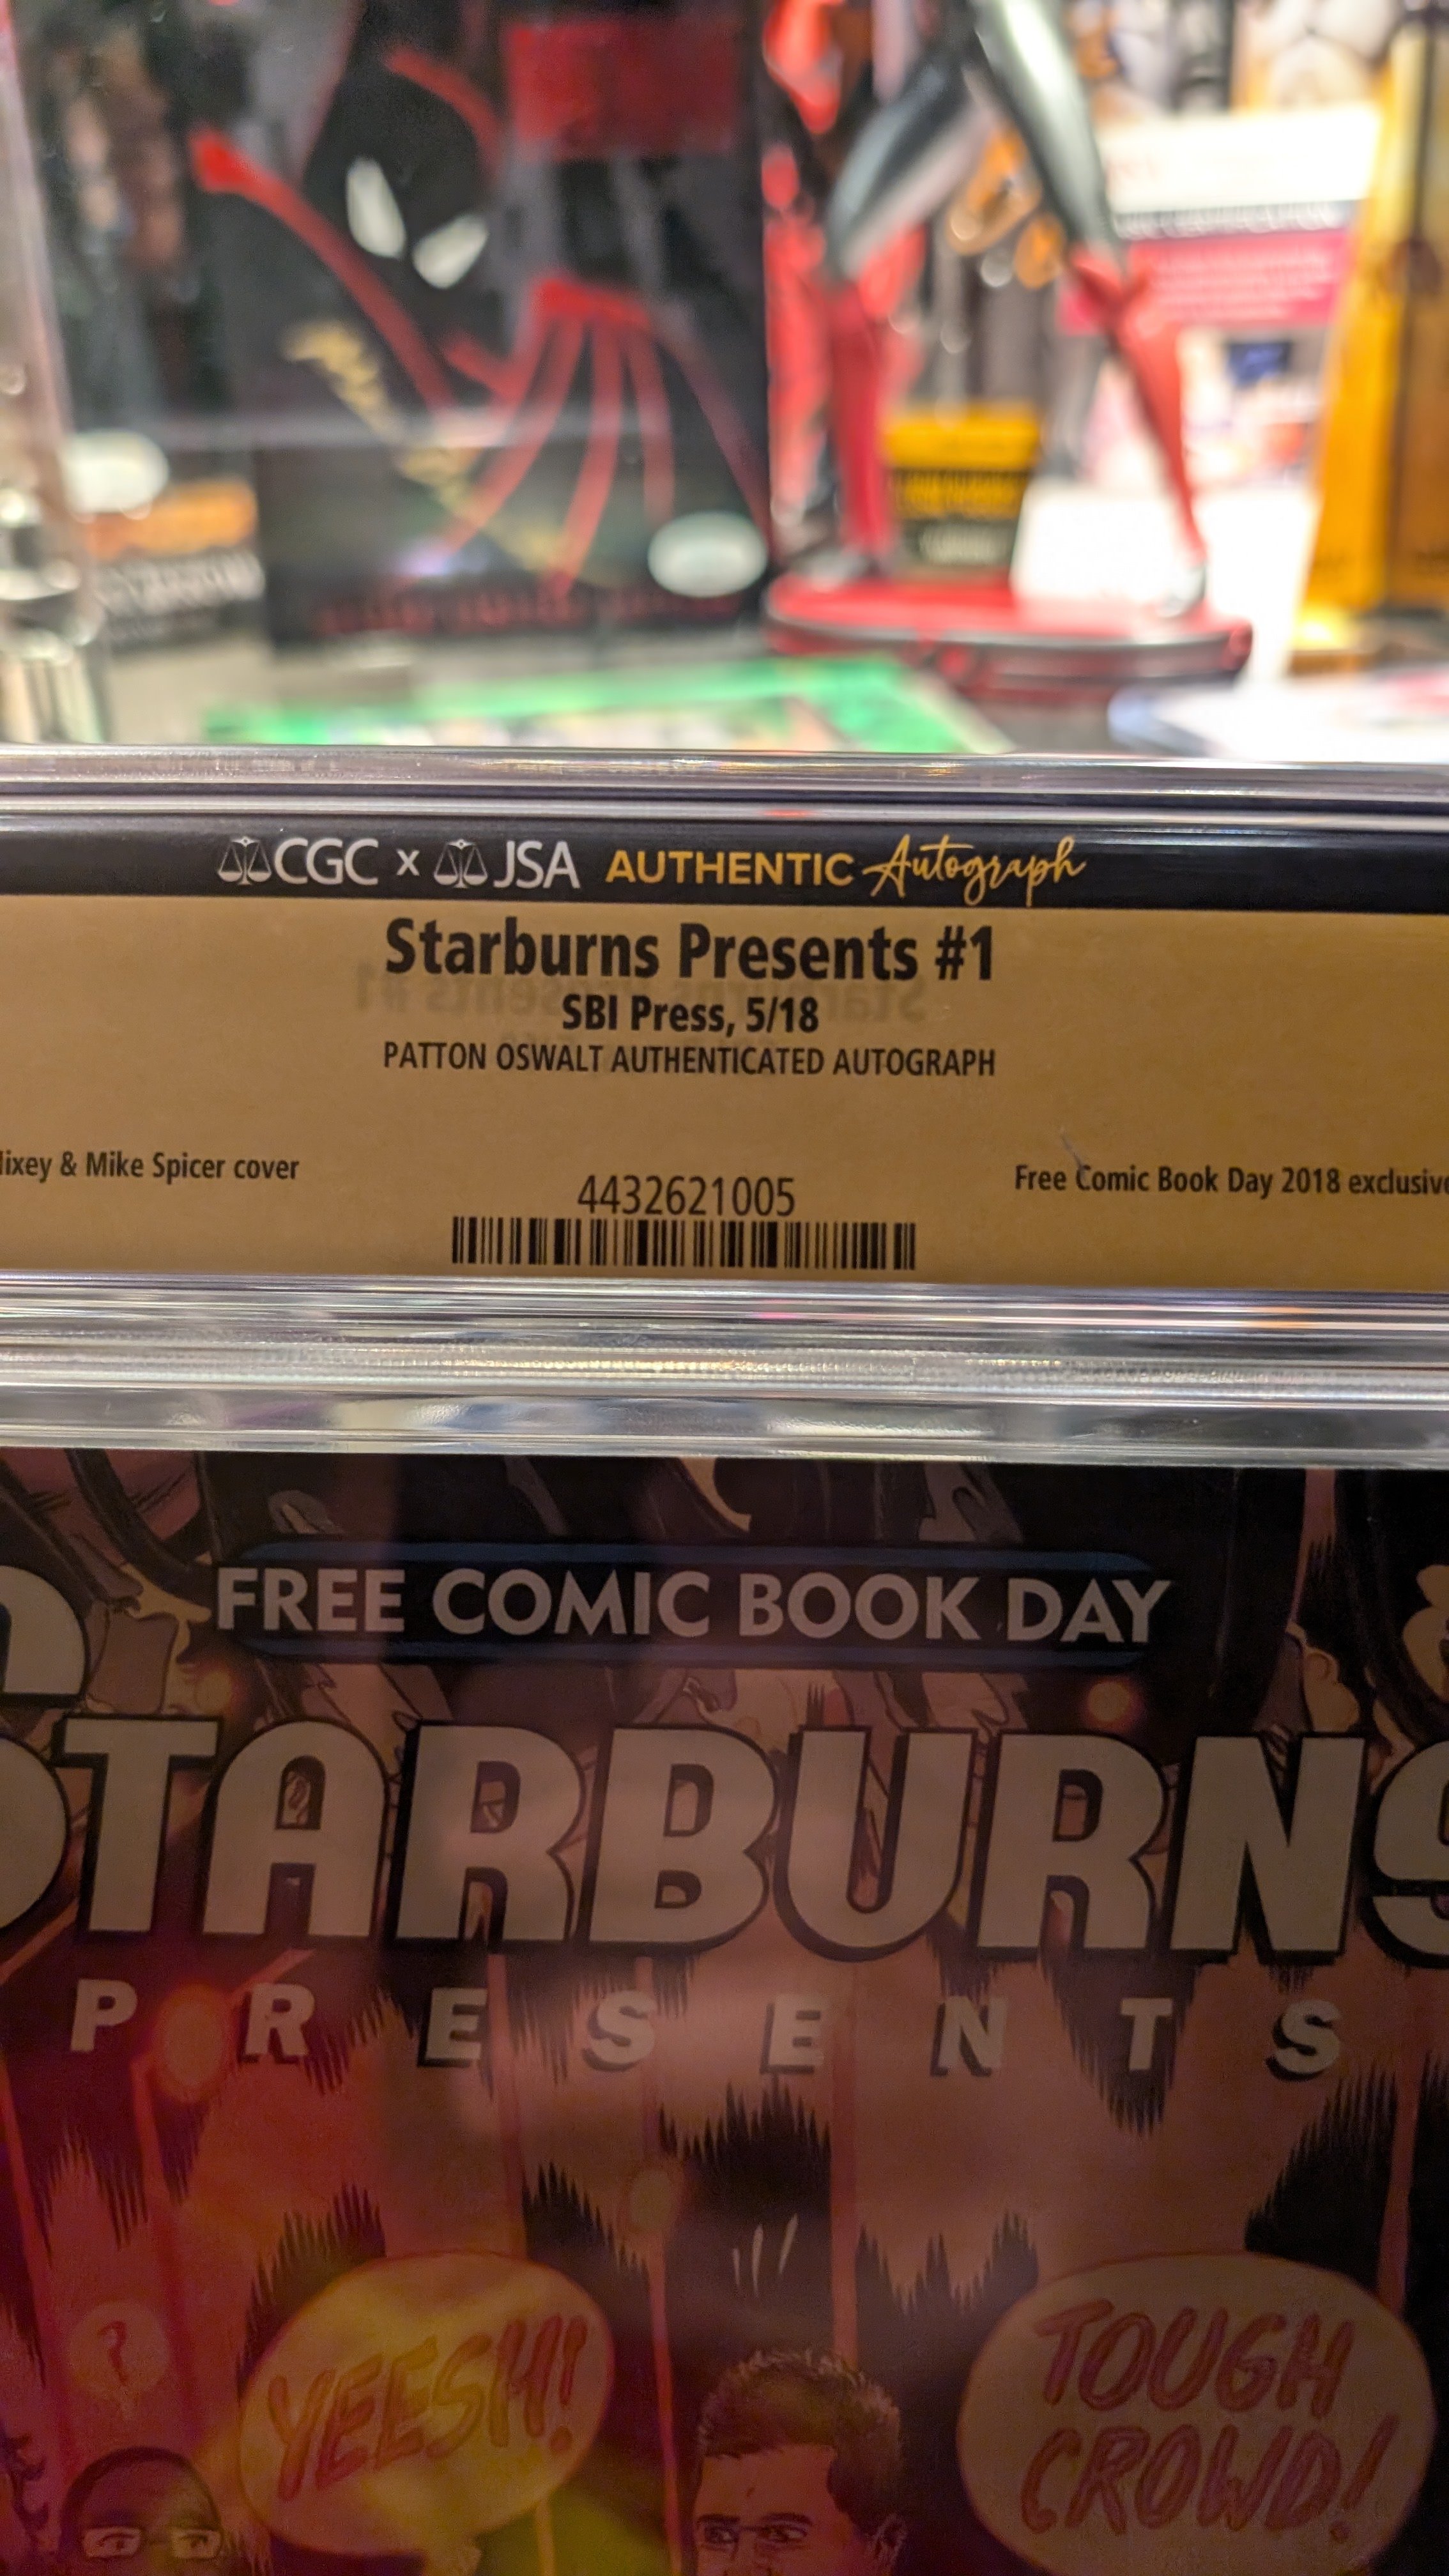 CGC x JSA AUTHENTIC Autograph
Starburns Presents #1
SBI Press, 5/18
PATTON OSWALT AUTHENTICATED AUTOGRAPH
& Mike Spicer cover
4432621005
Free Comic Book Day 2018 exclusive
FREE COMIC BOOK DAY
STARBURNS
PRESENTS
?
YEESH!
TOUGH
CROWD!